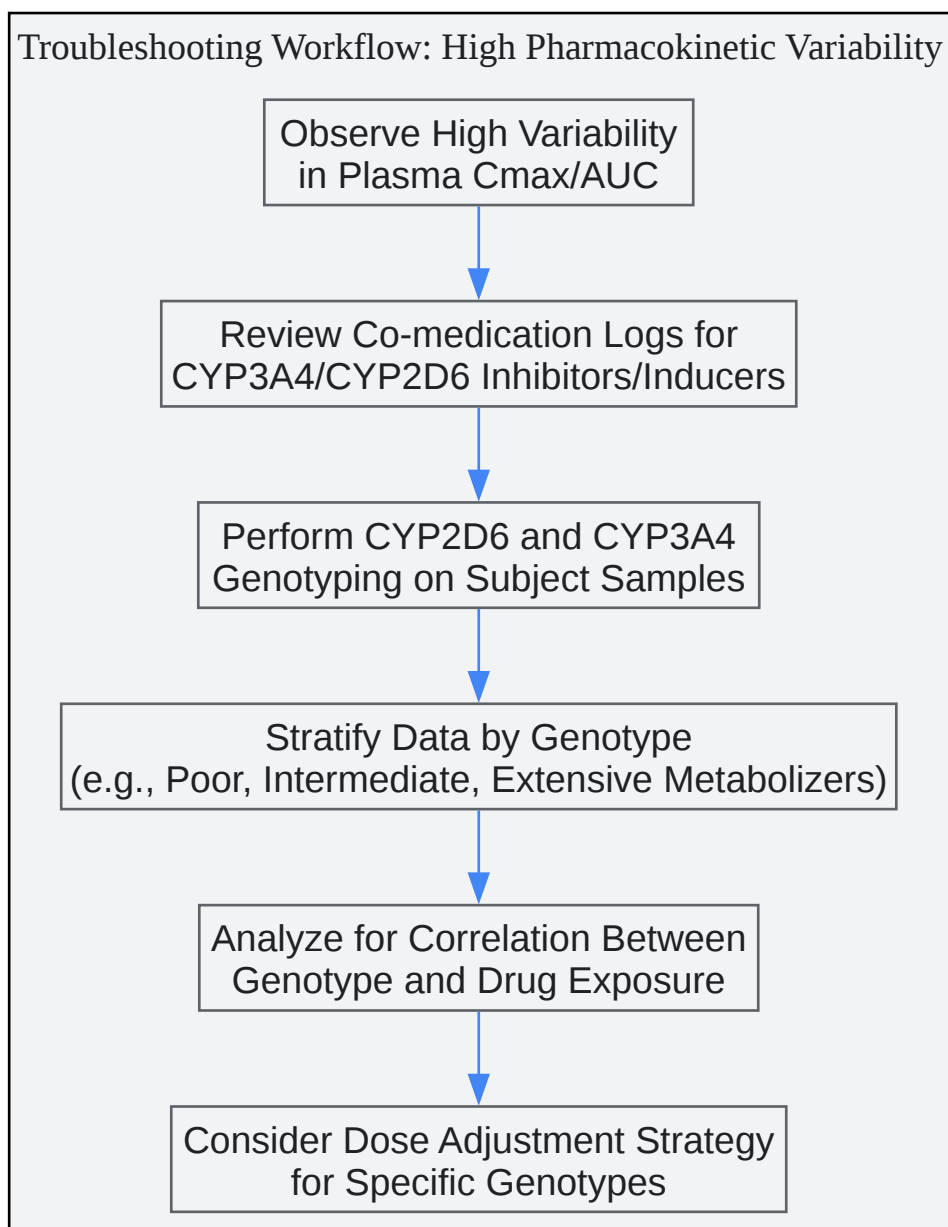 Troubleshooting Workflow: High Pharmacokinetic Variability
Observe High Variability
in Plasma Cmax/AUC
Review Co-medication Logs for
CYP3A4/CYP2D6 Inhibitors/Inducers
Perform CYP2D6 and CYP3A4
Genotyping on Subject Samples
Stratify Data by Genotype
(e.g., Poor, Intermediate, Extensive Metabolizers)
Analyze for Correlation Between
Genotype and Drug Exposure
Consider Dose Adjustment Strategy
for Specific Genotypes